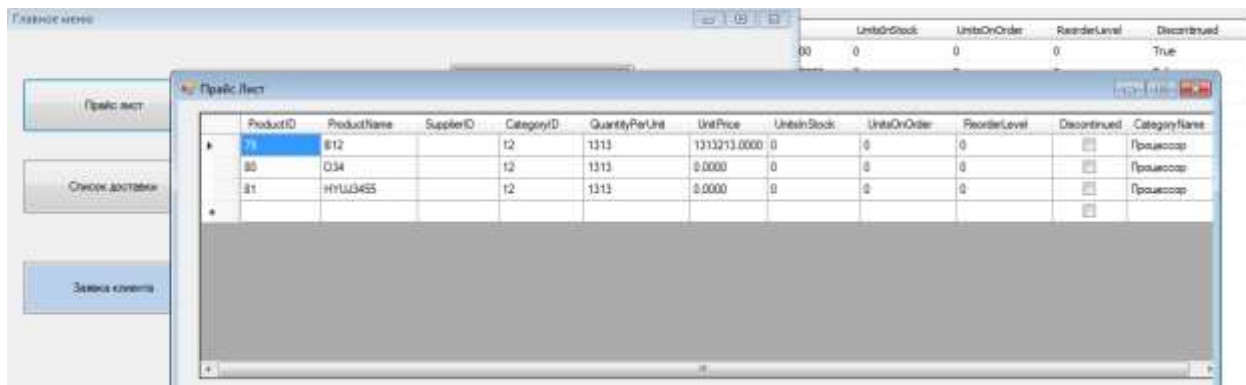 Главное меню
UnitsInStock UnitsOnOrder ReorderLevel Discontinued
00 0 0 0 True
Прайс Лист
Прайс лист
ProductID ProductName SupplierID CategoryID QuantityPerUnit UnitPrice UnitsInStock UnitsOnOrder ReorderLevel Discontinued CategoryName
79 B12 12 1313 1313213.0000 0 0 0 Процессор
80 O34 12 1313 0.0000 0 0 0 Процессор
81 HYUJ3455 12 1313 0.0000 0 0 0 Процессор
Список доставки
Заявка клиента